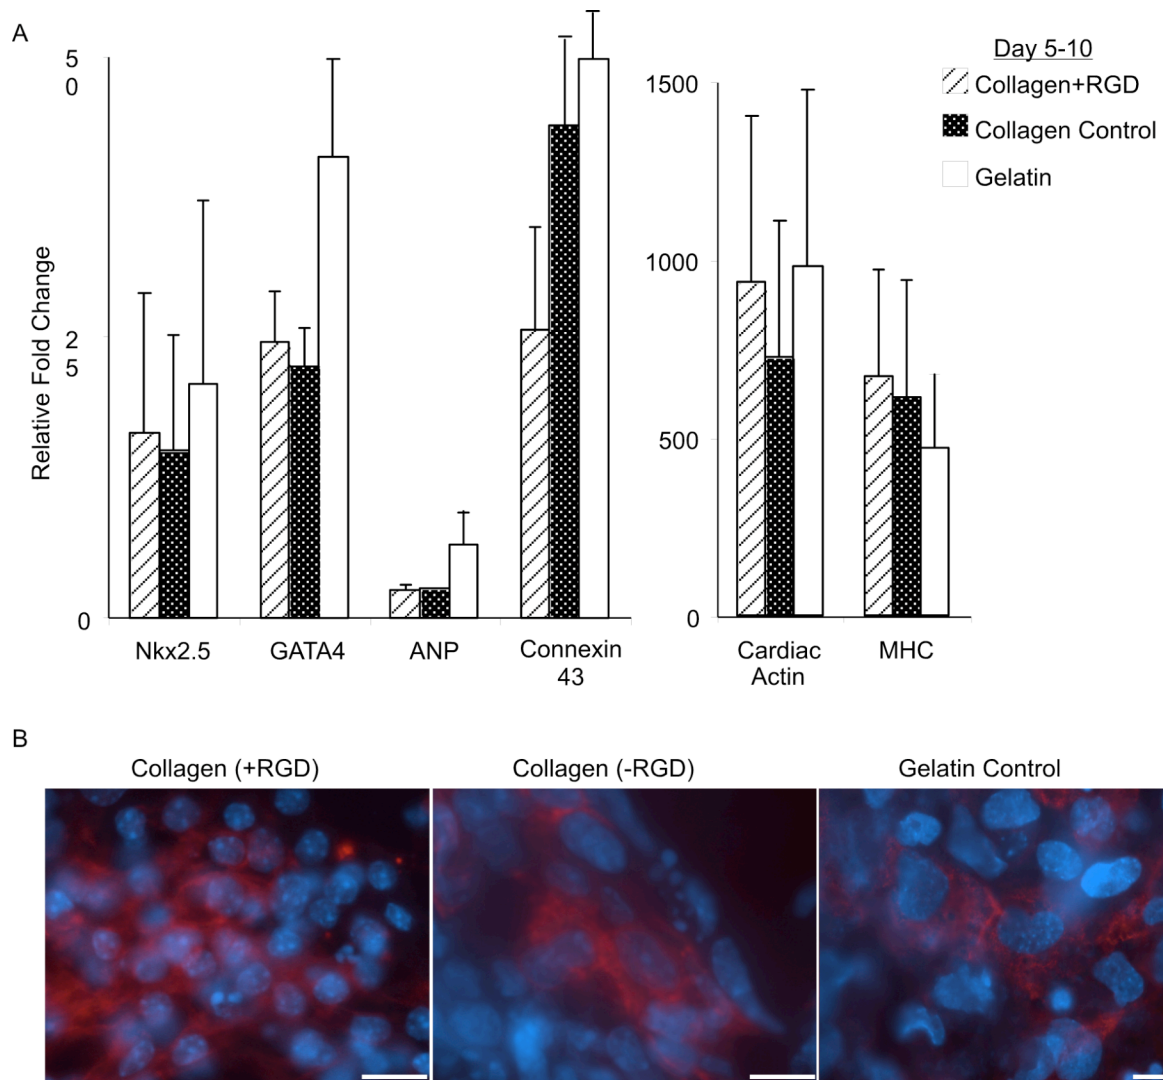 A
Relative Fold Change
5
0
2
5
0
Nkx2.5
GATA4
ANP
Connexin
43
1500
1000
500
0
Cardiac
Actin
MHC
Day 5-10
Collagen+RGD
Collagen Control
Gelatin
B
Collagen (+RGD)
Collagen (-RGD)
Gelatin Control